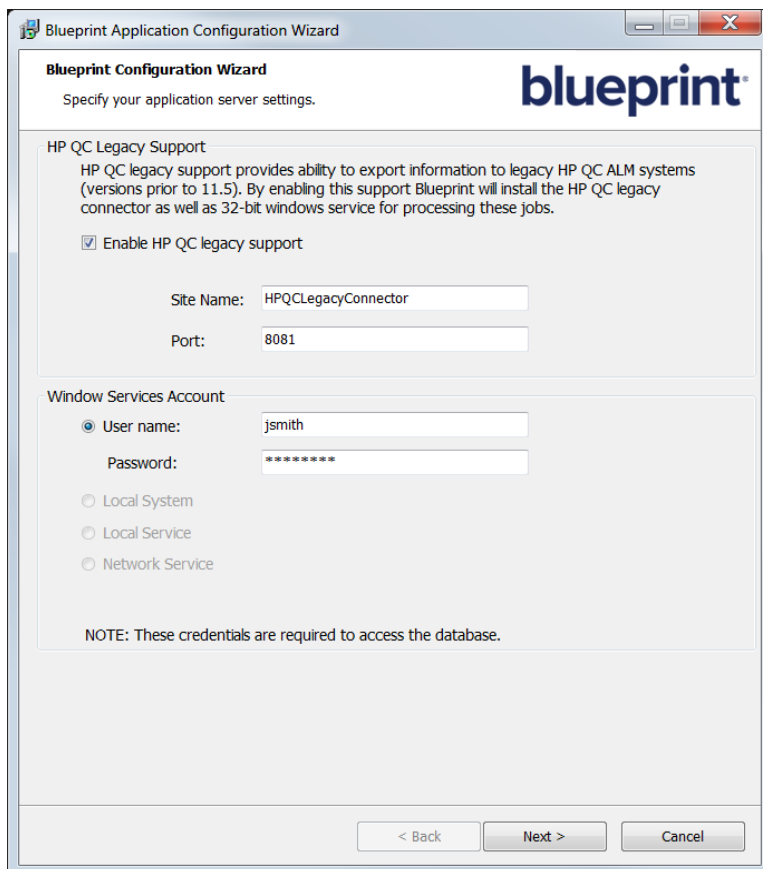 Blueprint Application Configuration Wizard
Blueprint Configuration Wizard
Specify your application server settings.
blueprint
HP QC Legacy Support
HP QC legacy support provides ability to export information to legacy HP QC ALM systems
(versions prior to 11.5). By enabling this support Blueprint will install the HP QC legacy
connector as well as 32-bit windows service for processing these jobs.
Enable HP QC legacy support
Site Name: HPQCLegacyConnector
Port: 8081
Window Services Account
User name: jsmith
Password: ********
Local System
Local Service
Network Service
NOTE: These credentials are required to access the database.
< Back Next > Cancel